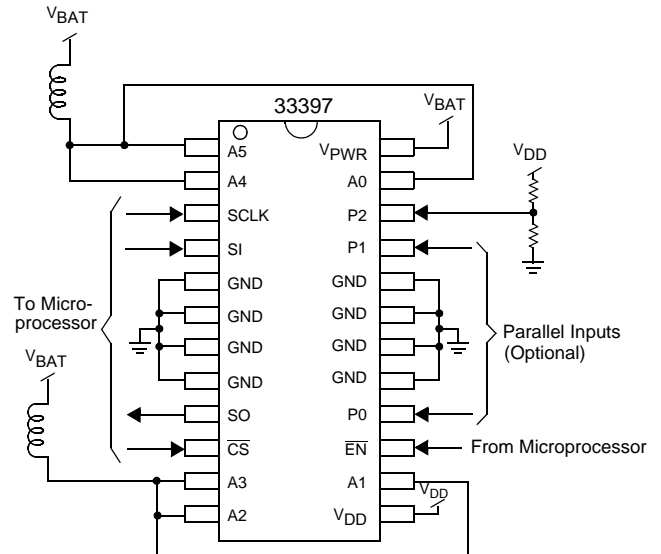 VBAT
33397
VBAT
VDD
A5
VPWR
A4
A0
SCLK
P2
SI
P1
GND
GND
GND
GND
GND
GND
GND
GND
To Micro-
processor
Parallel Inputs
(Optional)
VBAT
SO
P0
CS
EN
From Microprocessor
A3
A1
A2
VDD
VDD